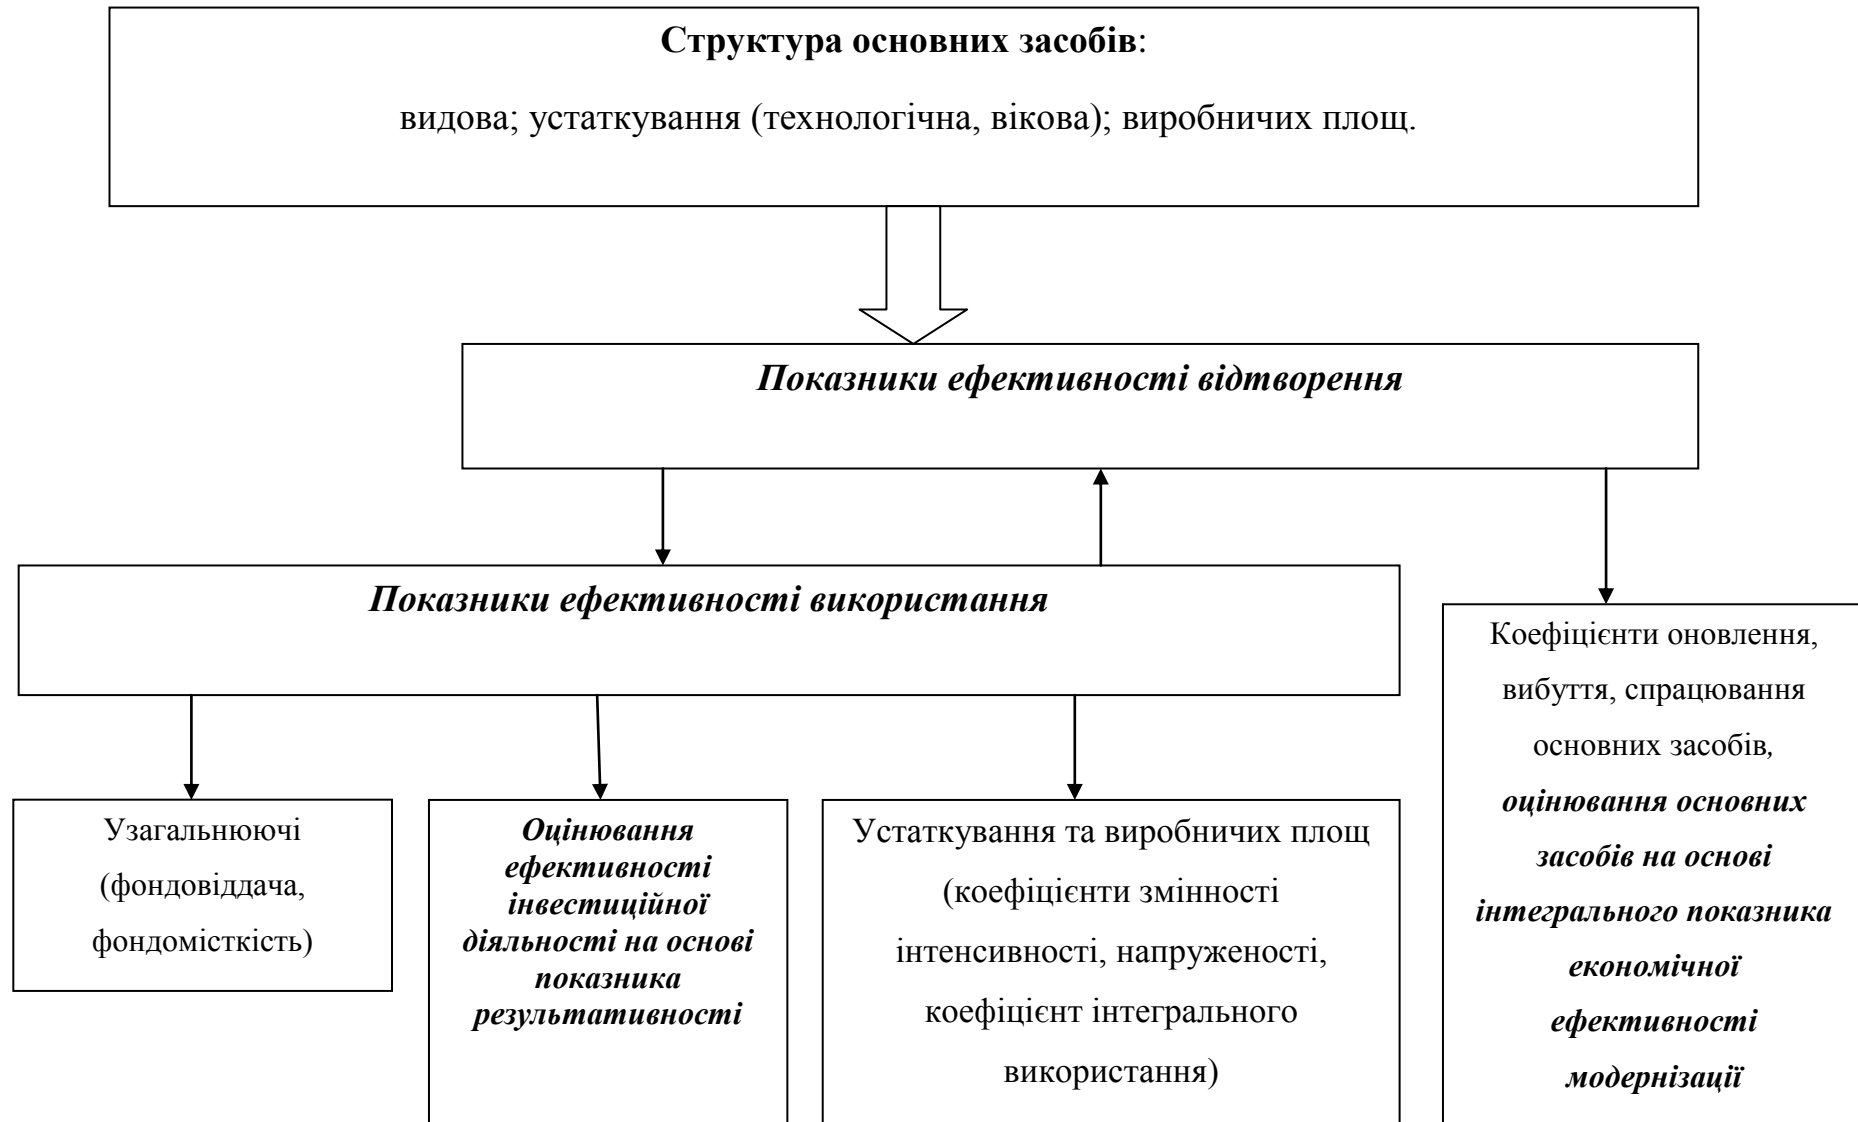 Структура основних засобів:
видова; устаткування (технологічна, вікова); виробничих площ.
Показники ефективності відтворення
Показники ефективності використання
Узагальнюючі
(фондовіддача,
фондомісткість)
Оцінювання
ефективності
інвестиційної
діяльності на основі
показника
результативності
Устаткування та виробничих площ
(коефіцієнти змінності
інтенсивності, напруженості,
коефіцієнт інтегрального
використання)
Коефіцієнти оновлення,
вибуття, спрацювання
основних засобів,
оцінювання основних
засобів на основі
інтегрального показника
економічної
ефективності
модернізації